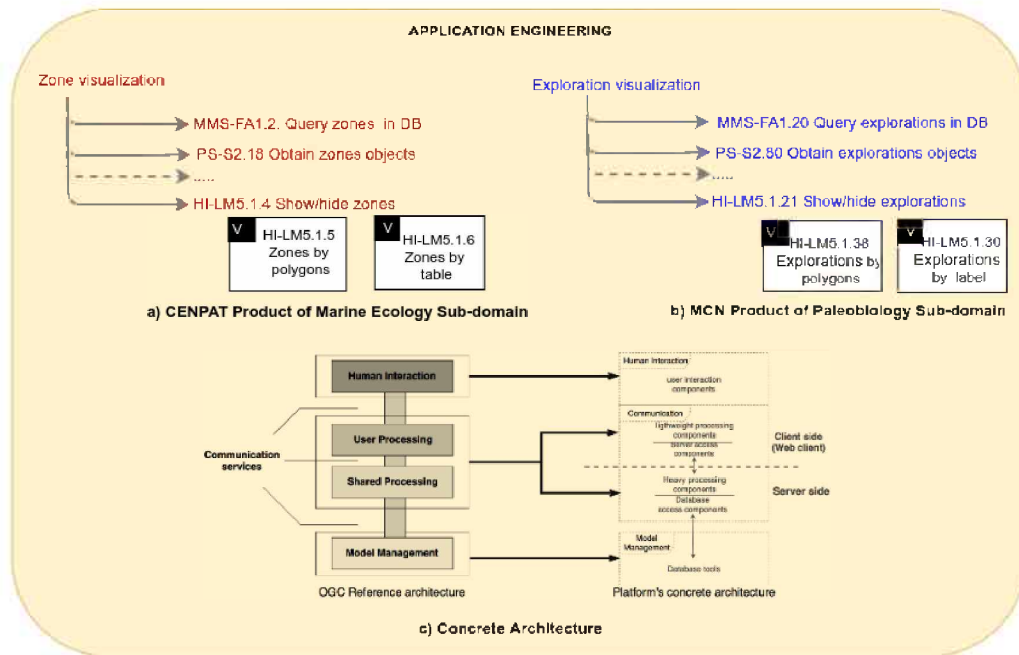 APPLICATION ENGINEERING
Zone visualization
MMS-FA1.2. Query zones in DB
PS-S2.18 Obtain zones objects
.....
HI-LM5.1.4 Show/hide zones
V
HI-LM5.1.5
Zones by
polygons
V
HI-LM5.1.6
Zones by
table
a) CENPAT Product of Marine Ecology Sub-domain
Exploration visualization
MMS-FA1.20 Query explorations in DB
PS-S2.80 Obtain explorations objects
.....
HI-LM5.1.21 Show/hide explorations
V
HI-LM5.1.38
Explorations by
polygons
V
HI-LM5.1.30
Explorations
by label
b) MCN Product of Paleobiology Sub-domain
Human Interaction
User Processing
Communication
services
Shared Processing
Model Management
OGC Reference architecture
Human Interaction
user interaction
components
Communication
ligthweight processing
components
server access
components
Client side
(Web client)
Heavy processing
components
Database
access components
Server side
Model
Management
Database tools
Platform's concrete architecture
c) Concrete Architecture